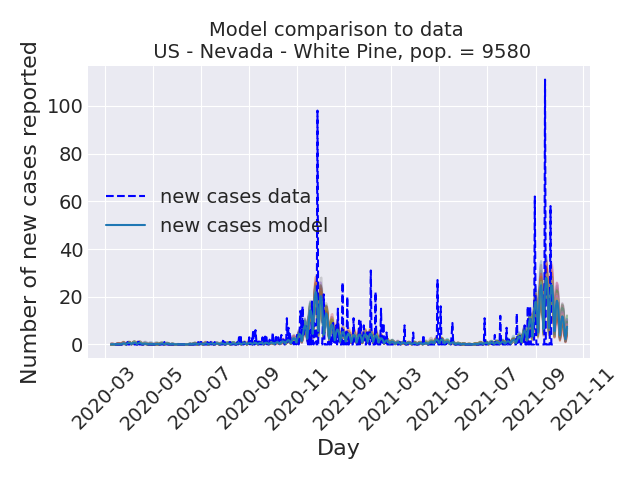 Model comparison to data
US - Nevada - White Pine, pop. = 9580
Number of new cases reported
100
80
60
40
20
0
new cases data
new cases model
2020-03
2020-05
2020-07
2020-09
2020-11
2021-01
2021-03
2021-05
2021-07
2021-09
2021-11
Day